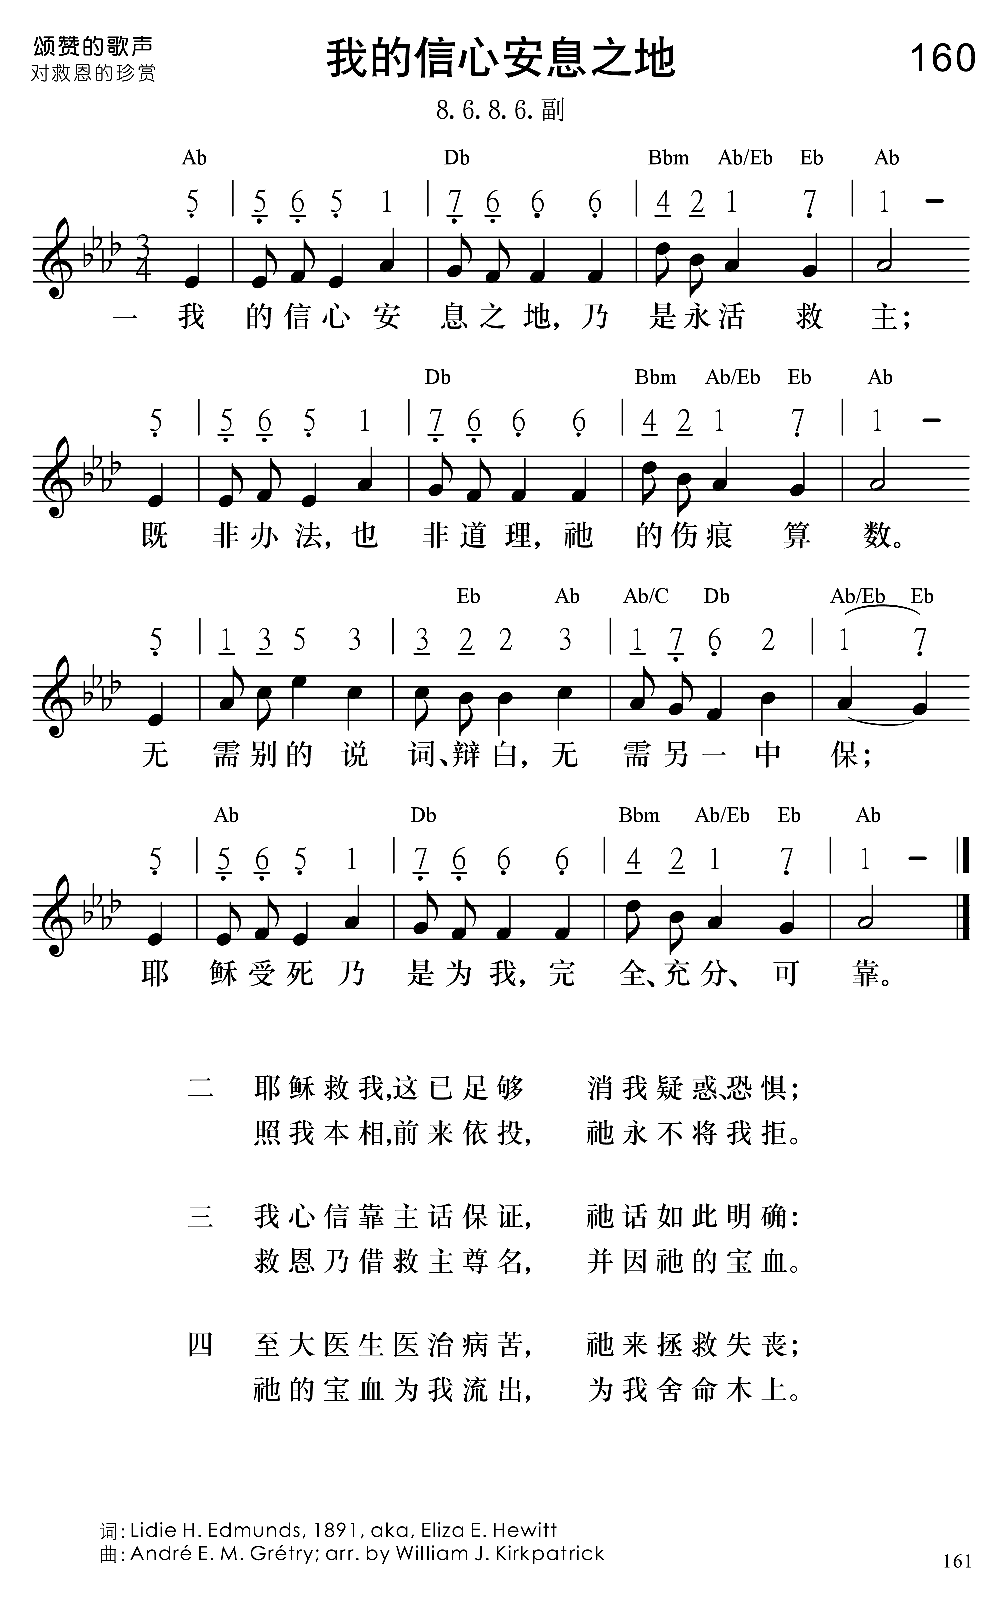 颂赞的歌声
对救恩的珍赏
我的信心安息之地
160
8. 6. 8. 6. 副
Ab Db Bbm Ab/Eb Eb Ab
5 | 5 6 5 1 | 7 6 6 6 | 4 2 1 7 | 1 –
3/4
一 我 的信心安 息之地，乃 是永活 救 主；
Db Bbm Ab/Eb Eb Ab
5 | 5 6 5 1 | 7 6 6 6 | 4 2 1 7 | 1 –
既 非办法，也 非道理，祂 的伤痕 算 数。
Eb Ab Ab/C Db Ab/Eb Eb
5 | 1 3 5 3 | 3 2 2 3 | 1 7 6 2 | 1 7
无 需别的说 词、辩白，无 需另一中 保；
Ab Db Bbm Ab/Eb Eb Ab
5 | 5 6 5 1 | 7 6 6 6 | 4 2 1 7 | 1 –
耶 稣受死乃 是为我，完 全、充分、 可 靠。
二 耶稣救我,这已足够 消我疑惑、恐惧；
照我本相,前来依投， 祂永不将我拒。
三 我心信靠主话保证， 祂话如此明确：
救恩乃借救主尊名， 并因祂的宝血。
四 至大医生医治病苦， 祂来拯救失丧；
祂的宝血为我流出， 为我舍命木上。
词: Lidie H. Edmunds, 1891, aka, Eliza E. Hewitt
曲: André E. M. Grétry; arr. by William J. Kirkpatrick
161